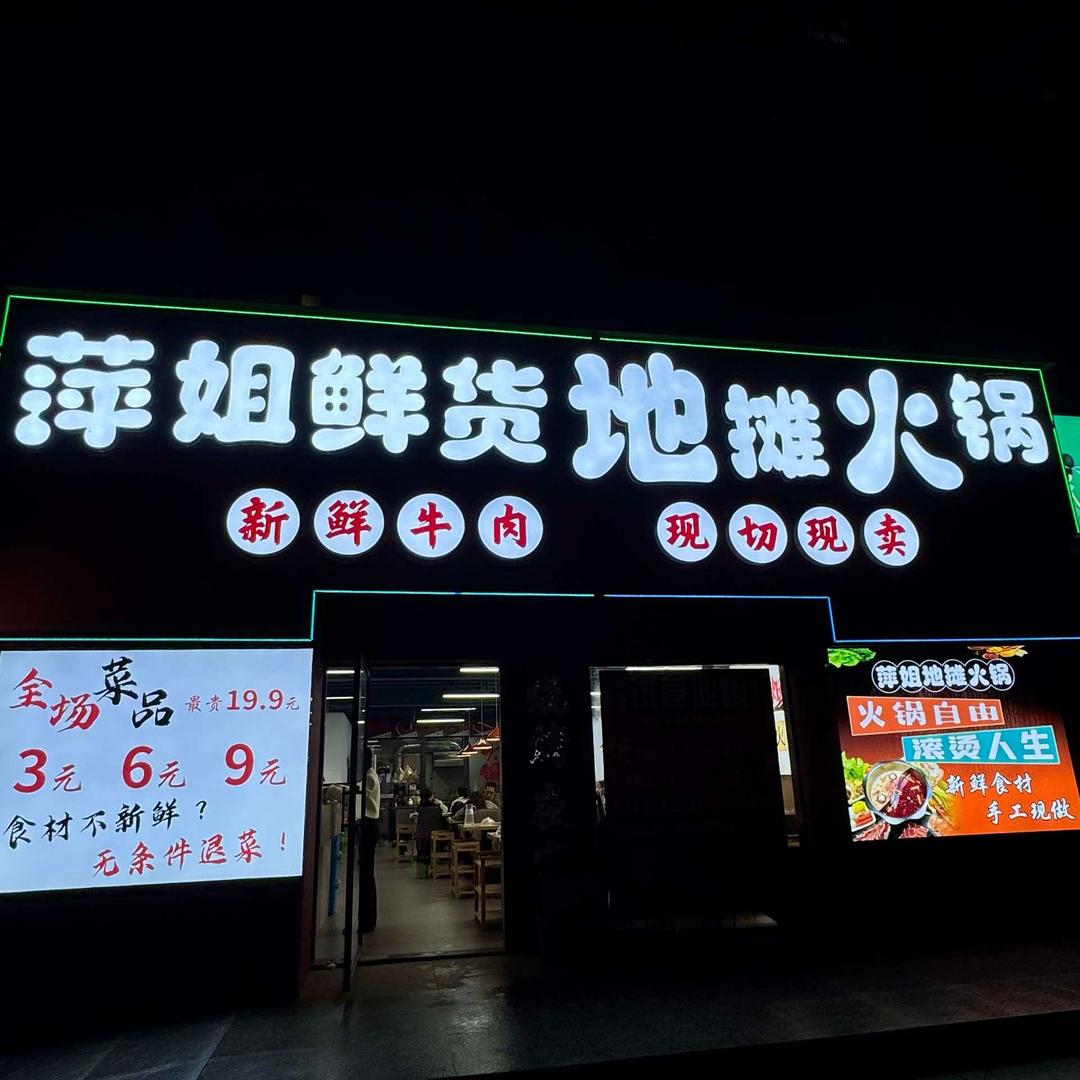 萍姐鲜货地摊火锅
新鲜牛肉 现切现卖
全场菜品 最贵19.9元
3元 6元 9元
食材不新鲜？
无条件退菜！
萍姐地摊火锅
火锅自由
滚烫人生
新鲜食材
手工现做